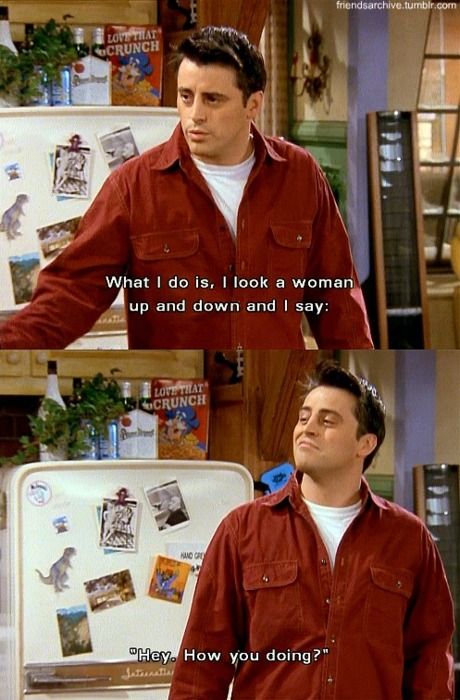 friendsarchive.tumblr.com
LOVE THAT
CRUNCH
What I do is, I look a woman
up and down and I say:
LOVE THAT
CRUNCH
"Hey. How you doing?"